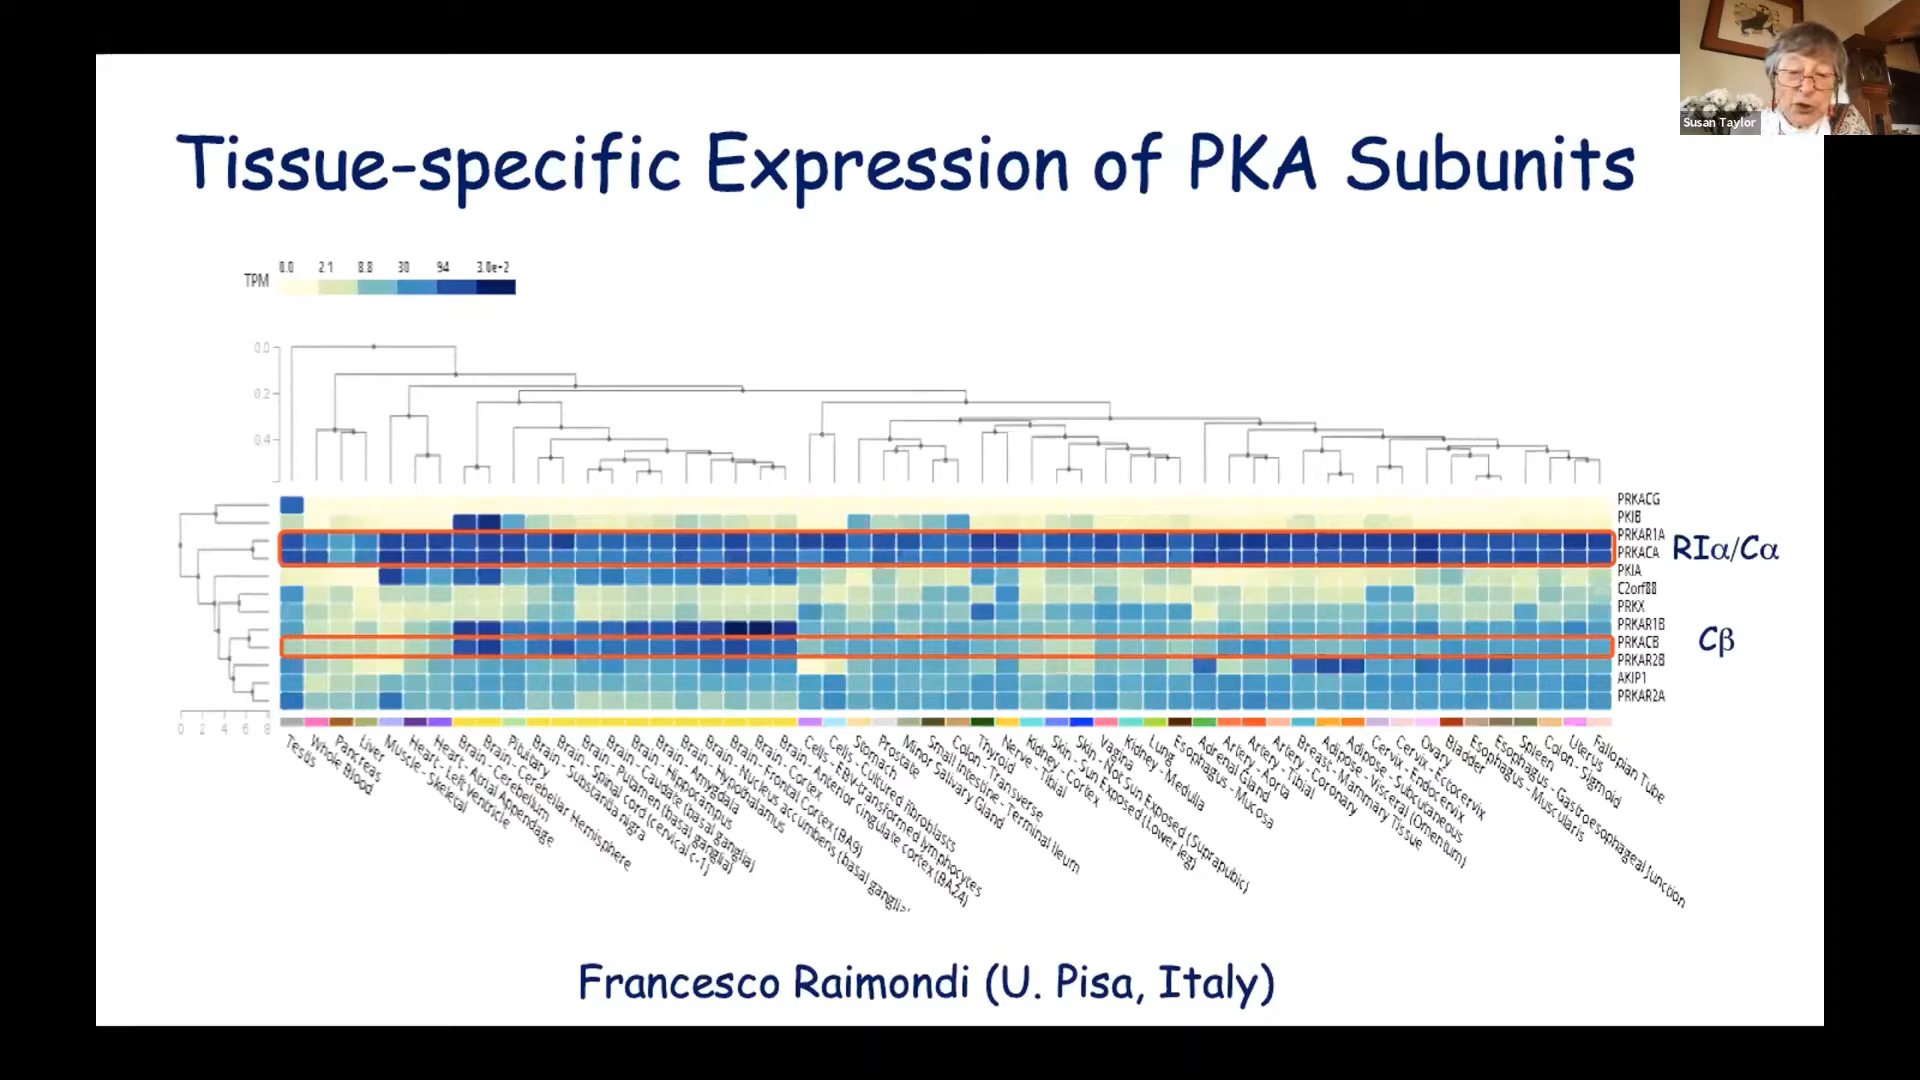 Susan Taylor
Tissue-specific Expression of PKA Subunits
TPM
0.0 2.1 8.8 30 94 3.0e+2
0.0
0.2
0.4
PRKACG
PKIB
PRKAR1A
PRKACA
RIα/Cα
PKIA
C2orf88
PRKX
PRKAR1B
PRKACB
Cβ
PRKAR2B
AKIP1
PRKAR2A
0 2 4 6 8
Testis
Whole Blood
Pancreas
Liver
Muscle - Skeletal
Heart - Left Ventricle
Heart - Atrial Appendage
Brain - Cerebellum
Brain - Cerebellar Hemisphere
Pituitary
Brain - Substantia nigra
Brain - Spinal cord (cervical c-1)
Brain - Putamen (basal ganglia)
Brain - Caudate (basal ganglia)
Brain - Hippocampus
Brain - Amygdala
Brain - Hypothalamus
Brain - Nucleus accumbens (basal ganglia)
Brain - Frontal Cortex (BA9)
Brain - Cortex
Brain - Anterior cingulate cortex (BA24)
Cells - EBV-transformed lymphocytes
Cells - Cultured fibroblasts
Stomach
Prostate
Minor Salivary Gland
Small Intestine - Terminal Ileum
Colon - Transverse
Thyroid
Nerve - Tibial
Kidney - Cortex
Skin - Sun Exposed (Lower leg)
Skin - Not Sun Exposed (Suprapubic)
Vagina
Kidney - Medulla
Lung
Esophagus - Mucosa
Adrenal Gland
Artery - Aorta
Artery - Tibial
Artery - Coronary
Breast - Mammary Tissue
Adipose - Visceral (Omentum)
Adipose - Subcutaneous
Cervix - Endocervix
Cervix - Ectocervix
Ovary
Bladder
Esophagus - Muscularis
Esophagus - Gastroesophageal Junction
Spleen
Colon - Sigmoid
Uterus
Fallopian Tube
Francesco Raimondi (U. Pisa, Italy)